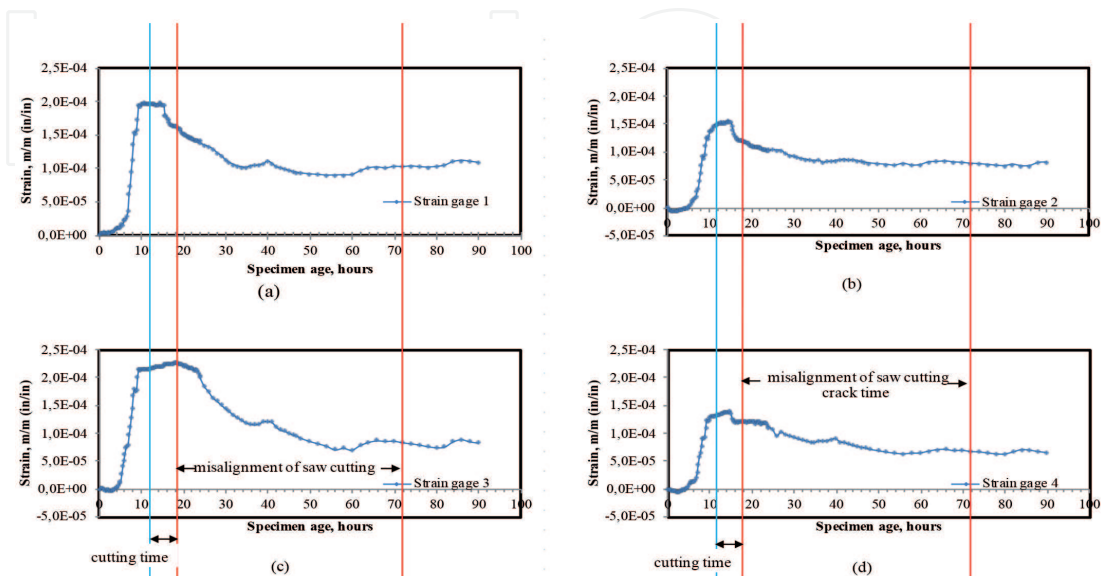 2,5E-04
2,0E-04
1,5E-04
1,0E-04
5,0E-05
0,0E+00
Strain, m/m (in/in)
0 10 20 30 40 50 60 70 80 90 100
Strain gage 1
Specimen age, hours
(a)
2,5E-04
2,0E-04
1,5E-04
1,0E-04
5,0E-05
0,0E+00
-5,0E-05
Strain, m/m (in/in)
0 10 20 30 40 50 60 70 80 90 100
Strain gage 2
Specimen age, hours
(b)
2,5E-04
2,0E-04
1,5E-04
1,0E-04
5,0E-05
0,0E+00
-5,0E-05
Strain, m/m (in/in)
misalignment of saw cutting
Strain gage 3
0 10 20 30 40 50 60 70 80 90 100
Specimen age, hours
cutting time
(c)
2,5E-04
2,0E-04
1,5E-04
1,0E-04
5,0E-05
0,0E+00
-5,0E-05
Strain, m/m (in/in)
misalignment of saw cutting
crack time
Strain gage 4
0 10 20 30 40 50 60 70 80 90 100
Specimen age, hours
cutting time
(d)